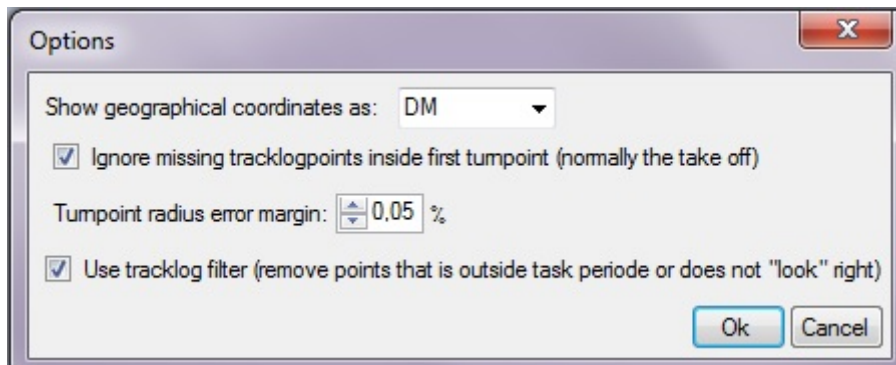 Options
Show geographical coordinates as: DM
Ignore missing tracklogpoints inside first turnpoint (normally the take off)
Turnpoint radius error margin: 0,05 %
Use tracklog filter (remove points that is outside task periode or does not "look" right)
Ok Cancel